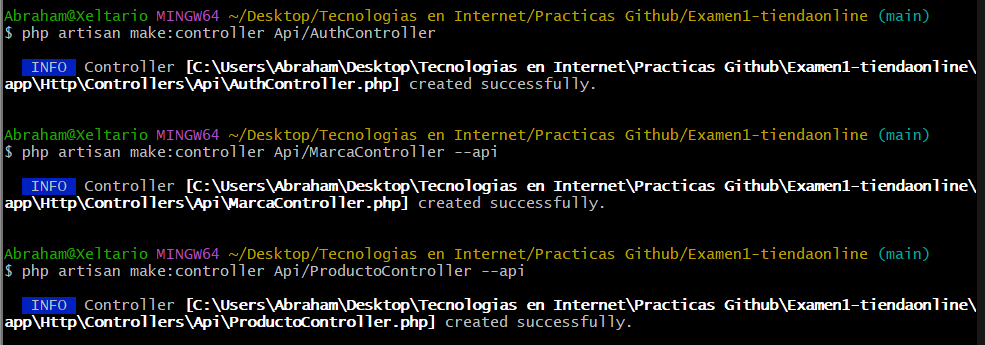 Abraham@Xeltario MINGW64 ~/Desktop/Tecnologias en Internet/Practicas Github/Examen1-tiendaonline (main)
$ php artisan make:controller Api/AuthController
INFO Controller [C:\Users\Abraham\Desktop\Tecnologias en Internet\Practicas Github\Examen1-tiendaonline\
app\Http\Controllers\Api\AuthController.php] created successfully.
Abraham@Xeltario MINGW64 ~/Desktop/Tecnologias en Internet/Practicas Github/Examen1-tiendaonline (main)
$ php artisan make:controller Api/MarcaController --api
INFO Controller [C:\Users\Abraham\Desktop\Tecnologias en Internet\Practicas Github\Examen1-tiendaonline\
app\Http\Controllers\Api\MarcaController.php] created successfully.
Abraham@Xeltario MINGW64 ~/Desktop/Tecnologias en Internet/Practicas Github/Examen1-tiendaonline (main)
$ php artisan make:controller Api/ProductoController --api
INFO Controller [C:\Users\Abraham\Desktop\Tecnologias en Internet\Practicas Github\Examen1-tiendaonline\
app\Http\Controllers\Api\ProductoController.php] created successfully.